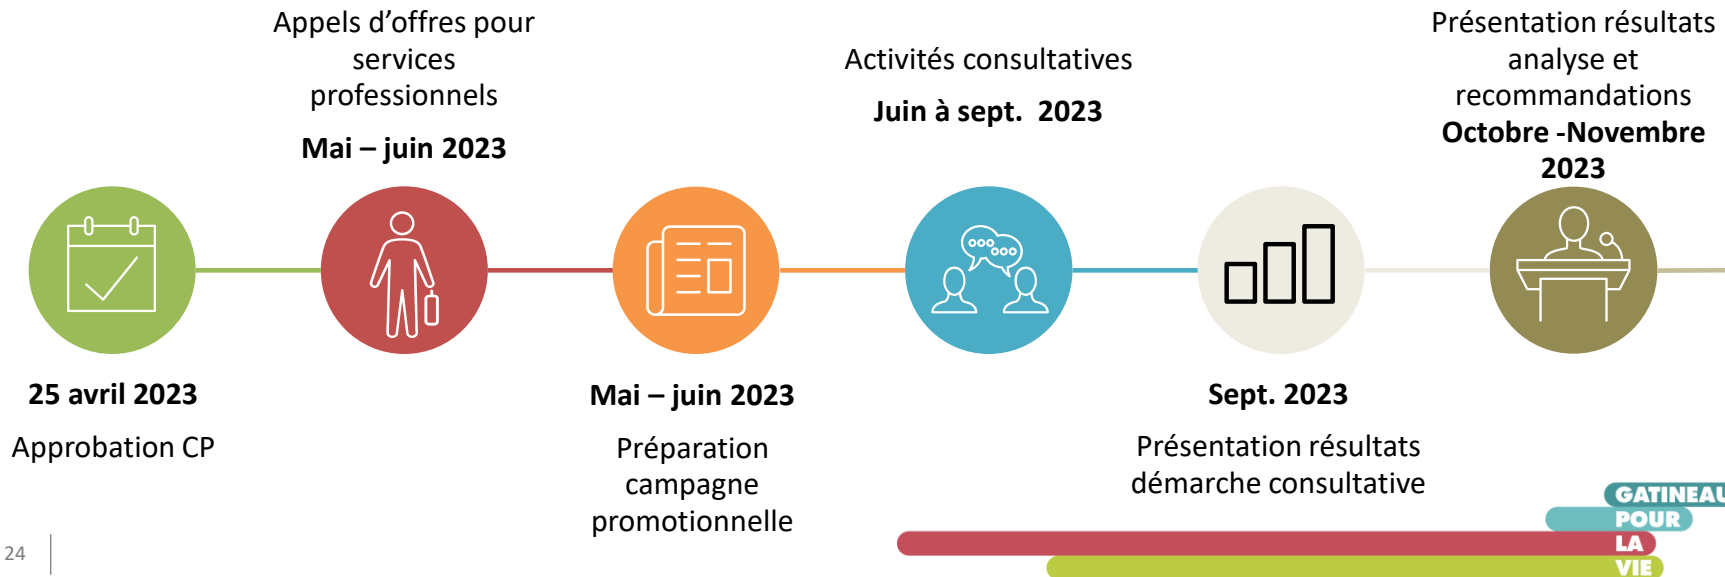 Appels d’offres pour
services
professionnels
Mai – juin 2023
Activités consultatives
Juin à sept.  2023
Présentation résultats
analyse et
recommandations
Octobre -Novembre
2023
25 avril 2023
Approbation CP
Mai – juin 2023
Préparation
campagne
promotionnelle
Sept. 2023
Présentation résultats
démarche consultative
GATINEAU
POUR
LA
VIE
24